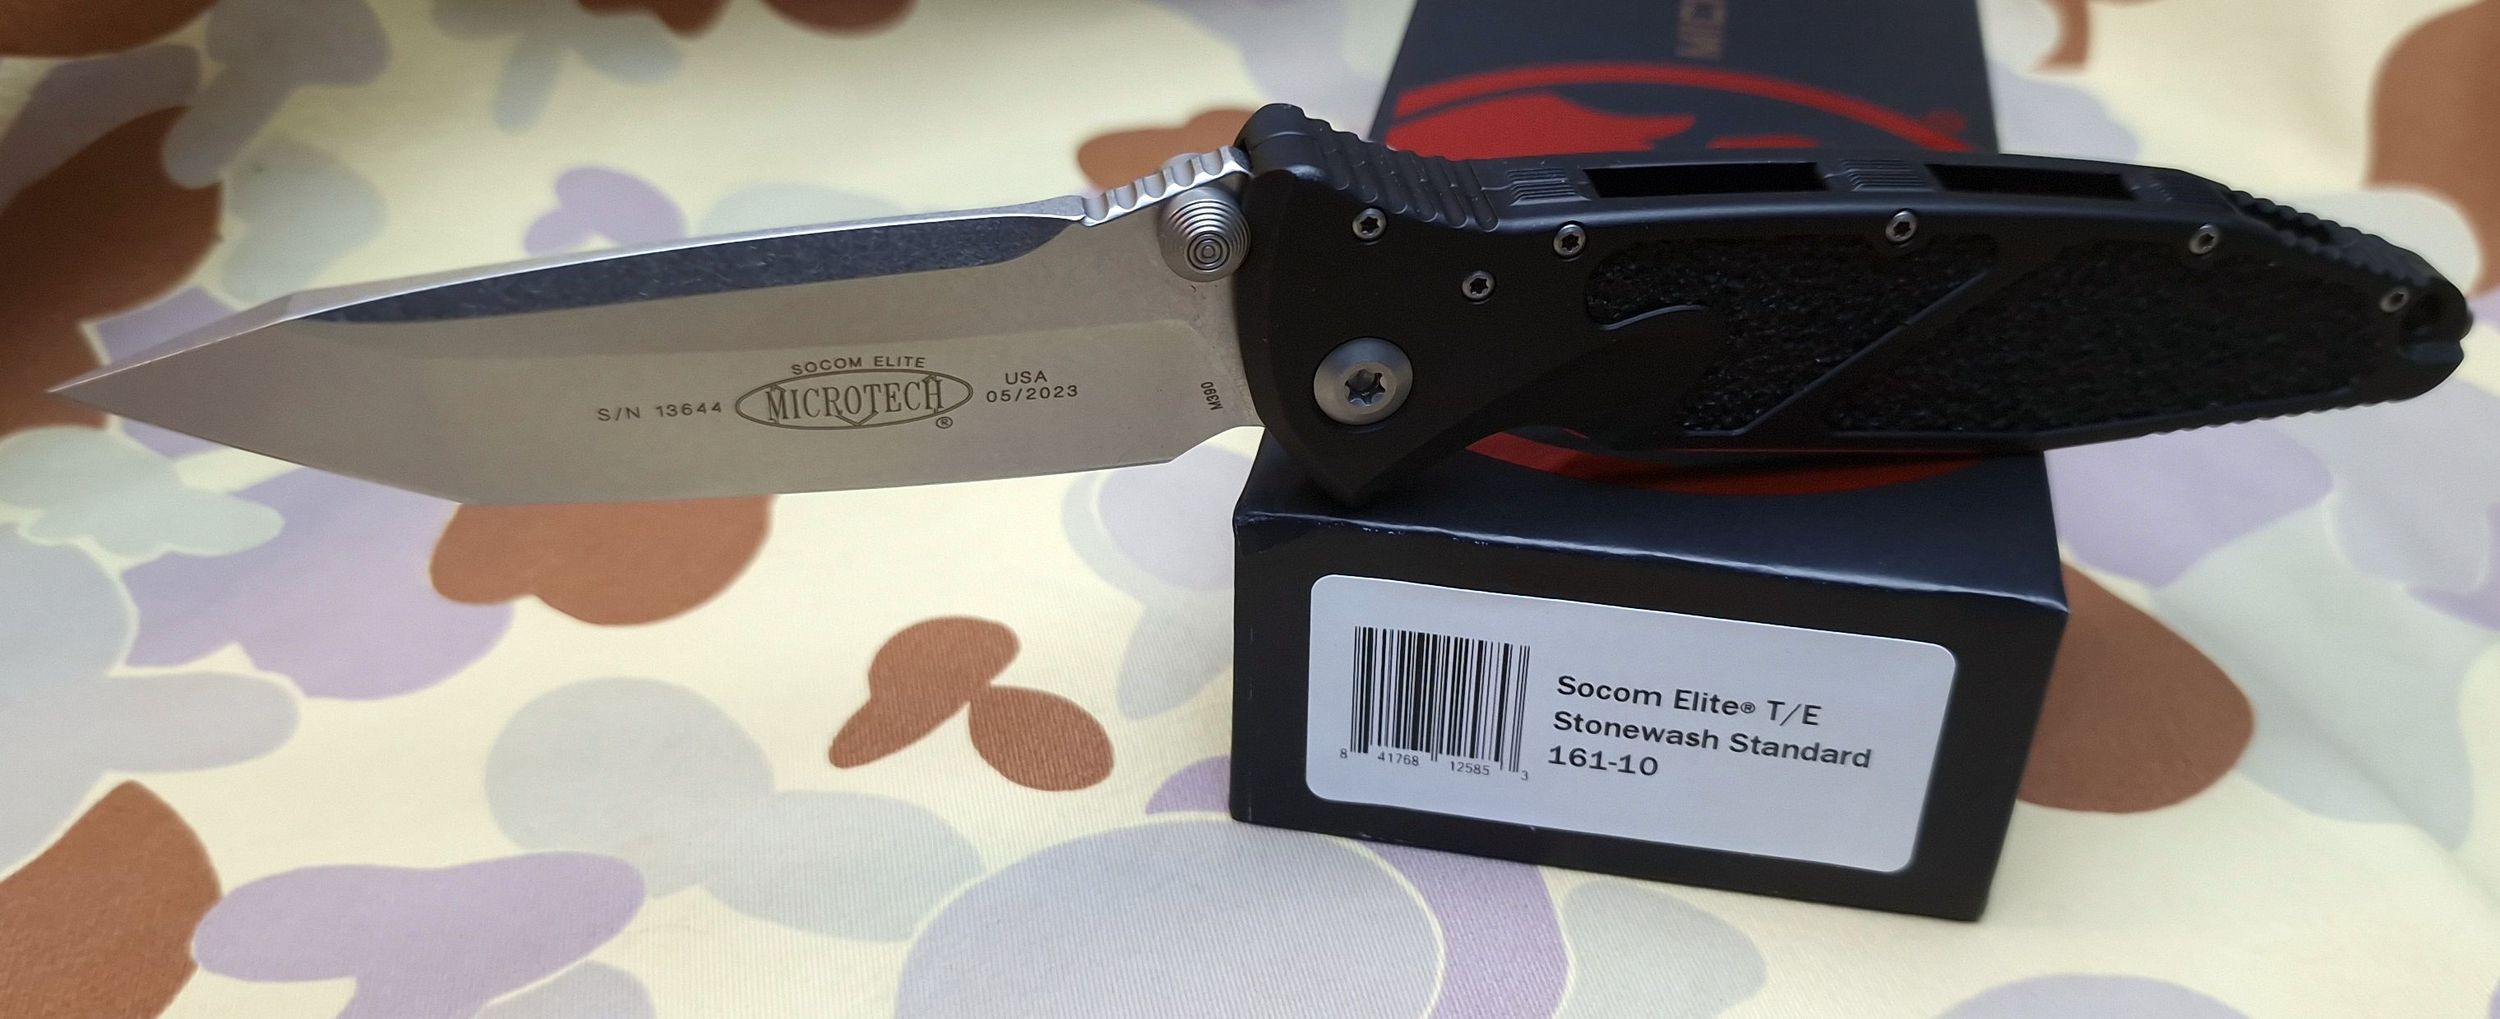 SOCOM ELITE
S/N 13644
MICROTECH®
USA
05/2023
M390
Socom Elite® T/E
Stonewash Standard
161-10
8 41768 12585 3